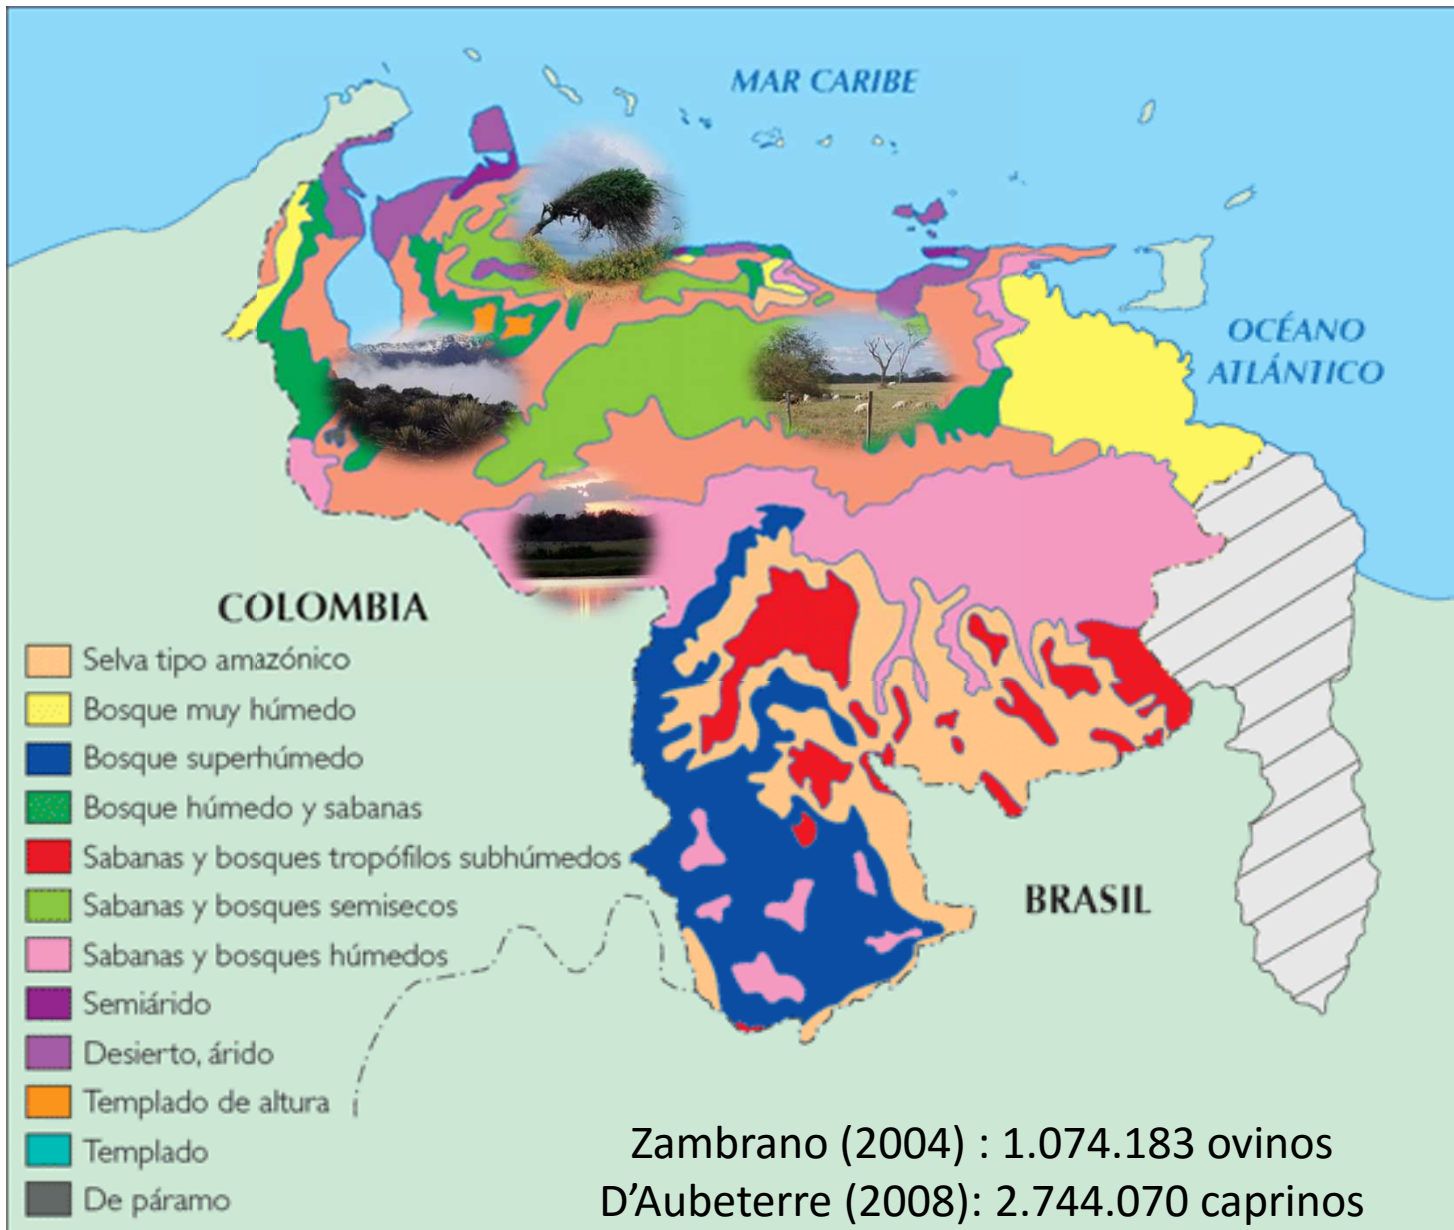 MAR CARIBE
OCÉANO
ATLÁNTICO
COLOMBIA
BRASIL
Selva tipo amazónico
Bosque muy húmedo
Bosque superhúmedo
Bosque húmedo y sabanas
Sabanas y bosques tropófilos subhúmedos
Sabanas y bosques semisecos
Sabanas y bosques húmedos
Semiárido
Desierto, árido
Templado de altura
Templado
De páramo
Zambrano (2004) : 1.074.183 ovinos
D’Aubeterre (2008): 2.744.070 caprinos